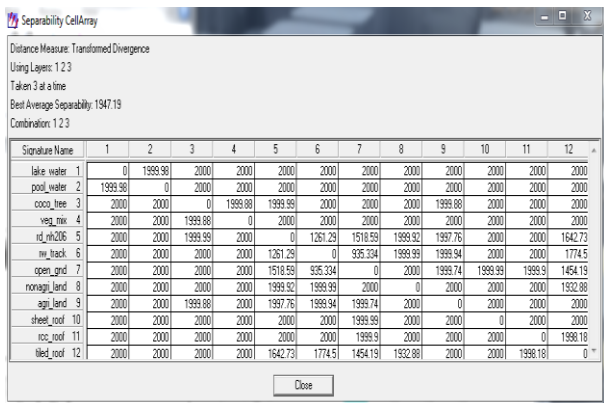 Separability CellArray
Distance Measure: Transformed Divergence
Using Layers: 1 2 3
Taken 3 at a time
Best Average Separability: 1947.19
Combination: 1 2 3
Signature Name 1 2 3 4 5 6 7 8 9 10 11 12
lake water 1 0 1999.98 2000 2000 2000 2000 2000 2000 2000 2000 2000 2000
pool_water 2 1999.98 0 2000 2000 2000 2000 2000 2000 2000 2000 2000 2000
coco_tree 3 2000 2000 0 1999.88 1999.99 2000 2000 2000 1999.88 2000 2000 2000
veg_mix 4 2000 2000 1999.88 0 2000 2000 2000 2000 2000 2000 2000 2000
rd_nh206 5 2000 2000 1999.99 2000 0 1261.29 1518.59 1999.92 1997.76 2000 2000 1642.73
rw_track 6 2000 2000 2000 2000 1261.29 0 935.334 1999.99 1999.94 2000 2000 1774.5
open_gnd 7 2000 2000 2000 2000 1518.59 935.334 0 2000 1999.74 1999.99 1999.9 1454.19
nonagri_land 8 2000 2000 2000 2000 1999.92 1999.99 2000 0 2000 2000 2000 1932.88
agri_land 9 2000 2000 1999.88 2000 1997.76 1999.94 1999.74 2000 0 2000 2000 2000
sheet_roof 10 2000 2000 2000 2000 2000 2000 1999.99 2000 2000 0 2000 2000
rcc_roof 11 2000 2000 2000 2000 2000 2000 1999.9 2000 2000 2000 0 1998.18
tiled_roof 12 2000 2000 2000 2000 1642.73 1774.5 1454.19 1932.88 2000 2000 1998.18 0
Close